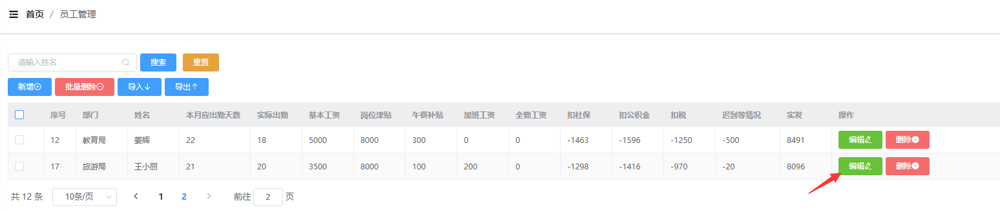 首页 / 员工管理
请输入姓名 搜索 重置
新增 批量删除 导入 导出
序号 部门 姓名 本月应出勤天数 实际出勤 基本工资 岗位津贴 午餐补贴 加班工资 全勤工资 扣社保 扣公积金 扣税 迟到等情况 实发 操作
12 教育局 姜辉 22 18 5000 8000 300 0 0 -1463 -1596 -1250 -500 8491 编辑 删除
17 旅游局 王小丽 21 20 3500 8000 100 200 0 -1298 -1416 -970 -20 8096 编辑 删除
共 12 条 10条/页 1 2 前往 2 页